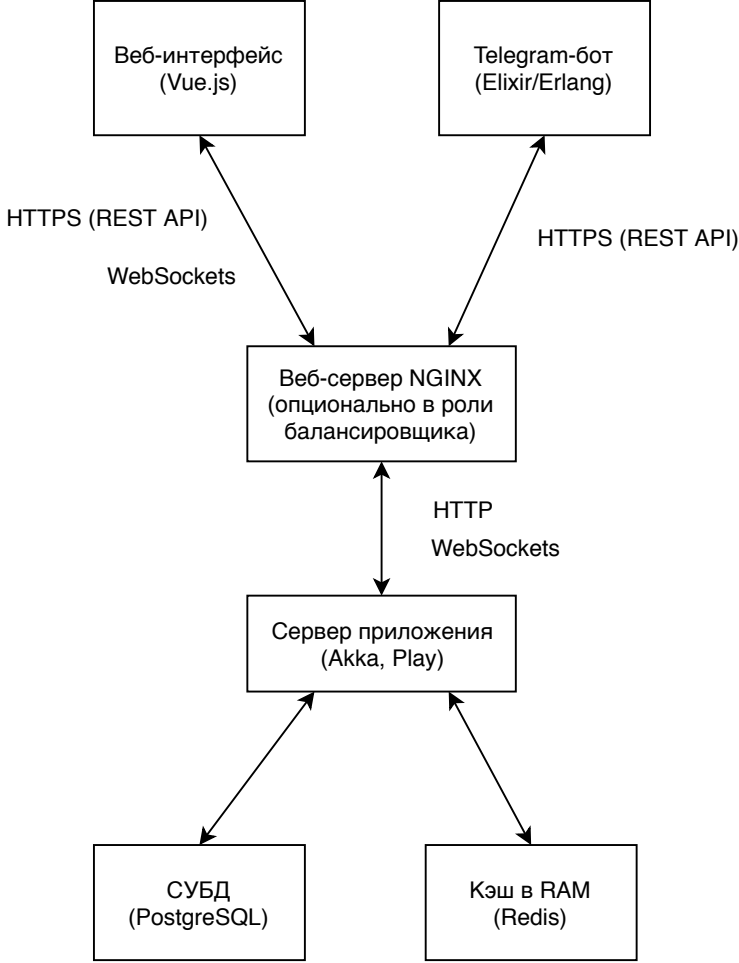 Веб-интерфейс
(Vue.js)
Telegram-бот
(Elixir/Erlang)
HTTPS (REST API)
WebSockets
HTTPS (REST API)
Веб-сервер NGINX
(опционально в роли
балансировщика)
HTTP
WebSockets
Сервер приложения
(Akka, Play)
СУБД
(PostgreSQL)
Кэш в RAM
(Redis)